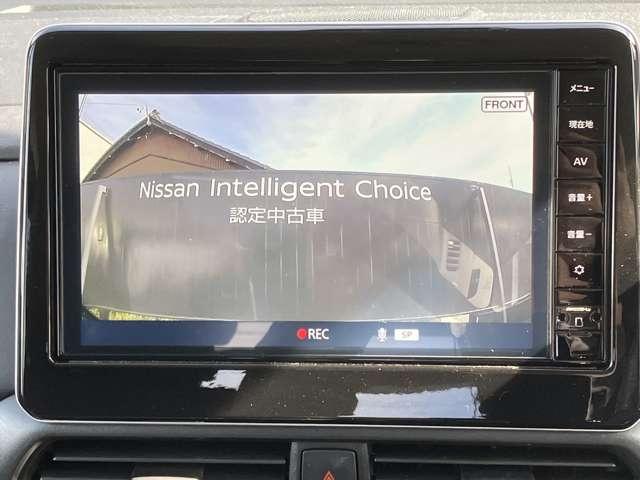 FRONT
メニュー
現在地
AV
音量+
音量-
Nissan Intelligent Choice
認定中古車
REC
SP